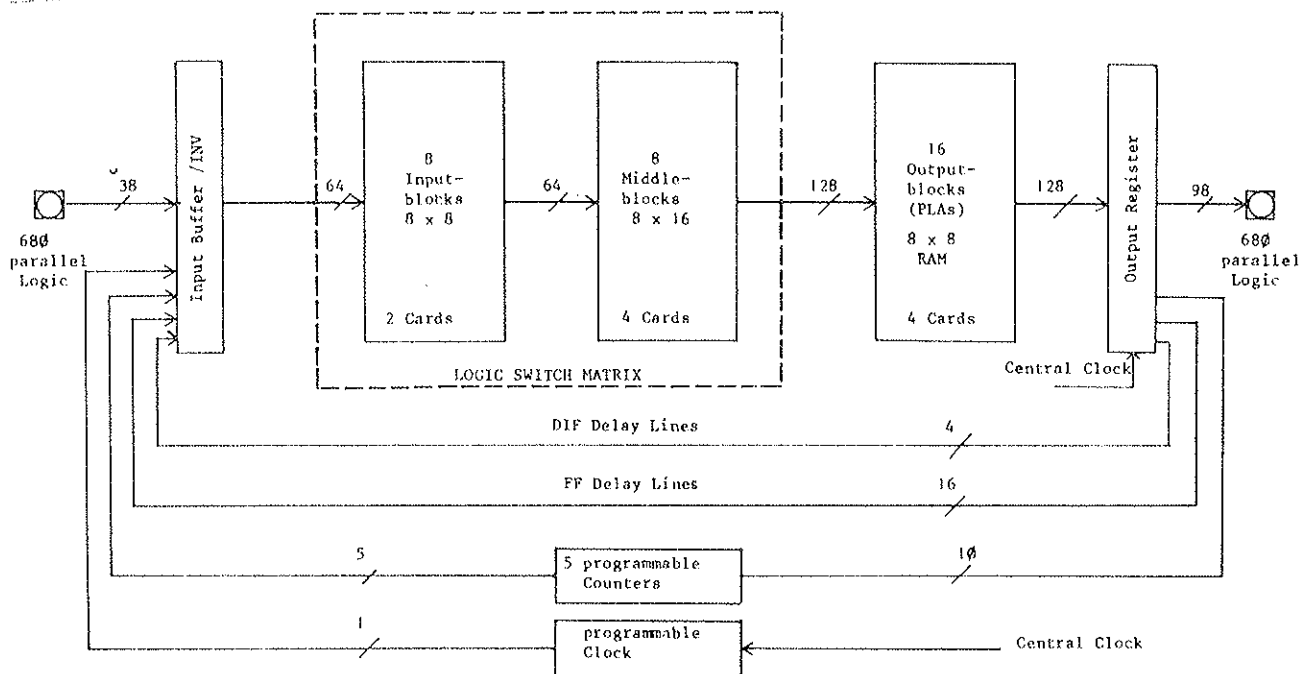 38
680
parallel
Logic
Input Buffer /INV
64
8
Input-
blocks
8 x 8
2 Cards
64
8
Middle-
blocks
8 x 16
4 Cards
LOGIC SWITCH MATRIX
128
16
Output-
blocks
(PLAs)
8 x 8
RAM
4 Cards
128
Output Register
98
680
parallel
Logic
Central Clock
DIF Delay Lines
4
FF Delay Lines
16
5
5 programmable
Counters
10
1
programmable
Clock
Central Clock